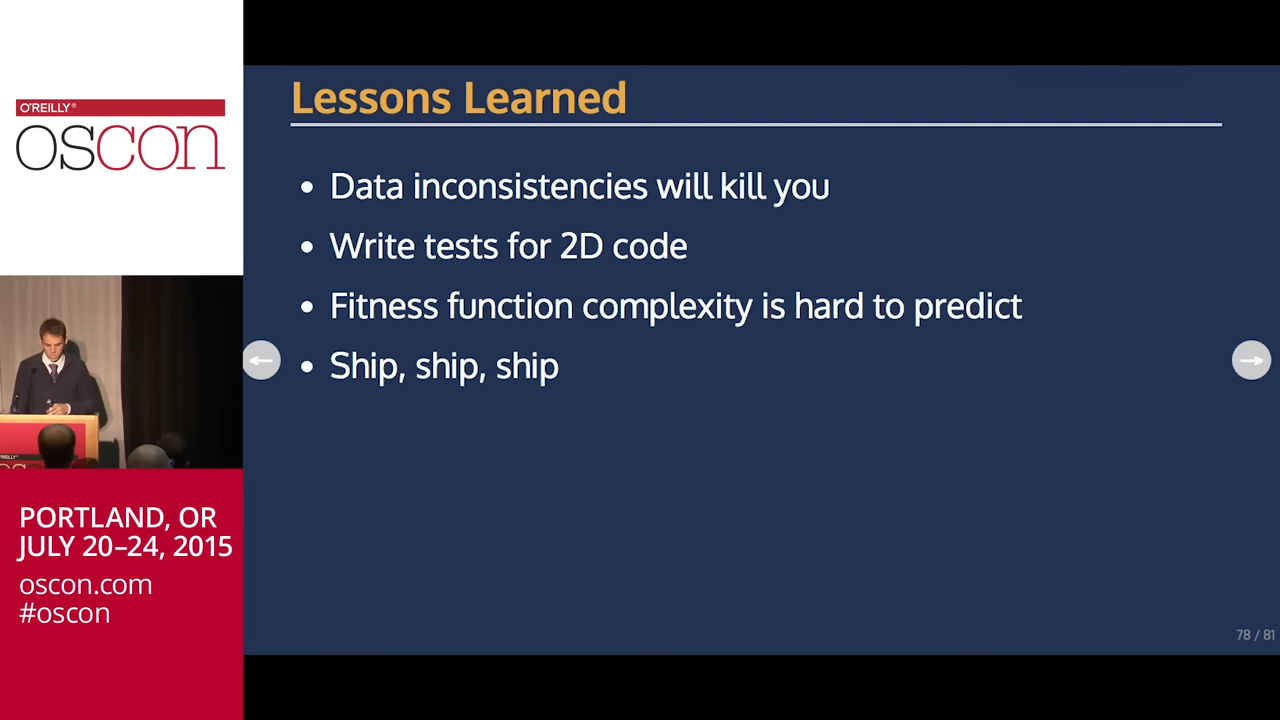 O'REILLY®
oscon
PORTLAND, OR
JULY 20–24, 2015
oscon.com
#oscon
Lessons Learned
• Data inconsistencies will kill you
• Write tests for 2D code
• Fitness function complexity is hard to predict
• Ship, ship, ship
78 / 81
O'REILLY®